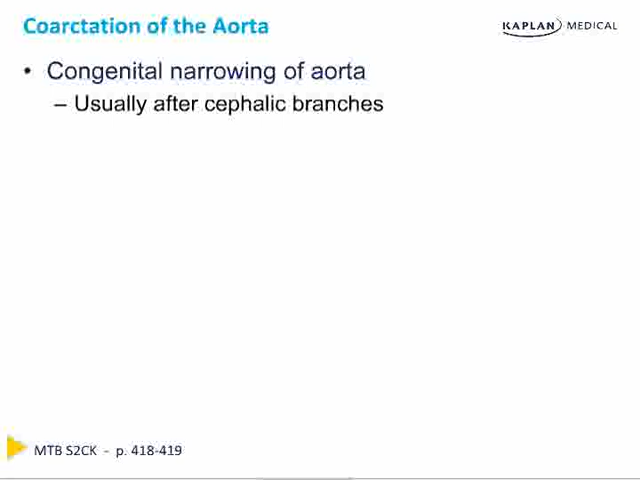 Coarctation of the Aorta
KAPLAN MEDICAL
• Congenital narrowing of aorta
– Usually after cephalic branches
MTB S2CK - p. 418-419